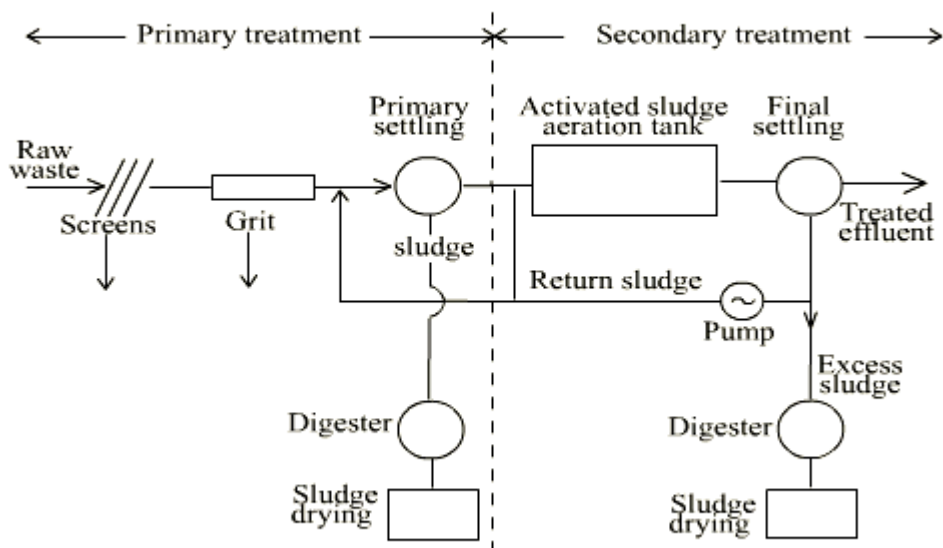 Primary treatment
Secondary treatment
Primary
settling
Activated sludge
aeration tank
Final
settling
Raw
waste
Screens
Grit
sludge
Treated
effluent
Return sludge
Pump
Excess
sludge
Digester
Digester
Sludge
drying
Sludge
drying